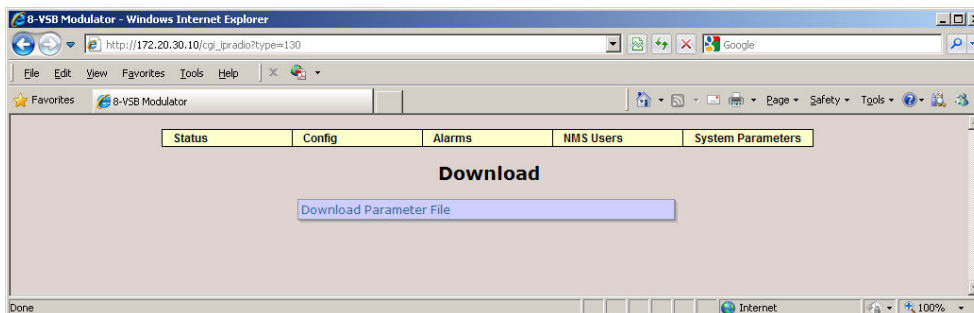 8-VSB Modulator - Windows Internet Explorer
http://172.20.30.10/cgi_ipradio?type=130
Google
File Edit View Favorites Tools Help
Favorites 8-VSB Modulator Page Safety Tools
Status Config Alarms NMS Users System Parameters
Download
Download Parameter File
Done Internet 100%